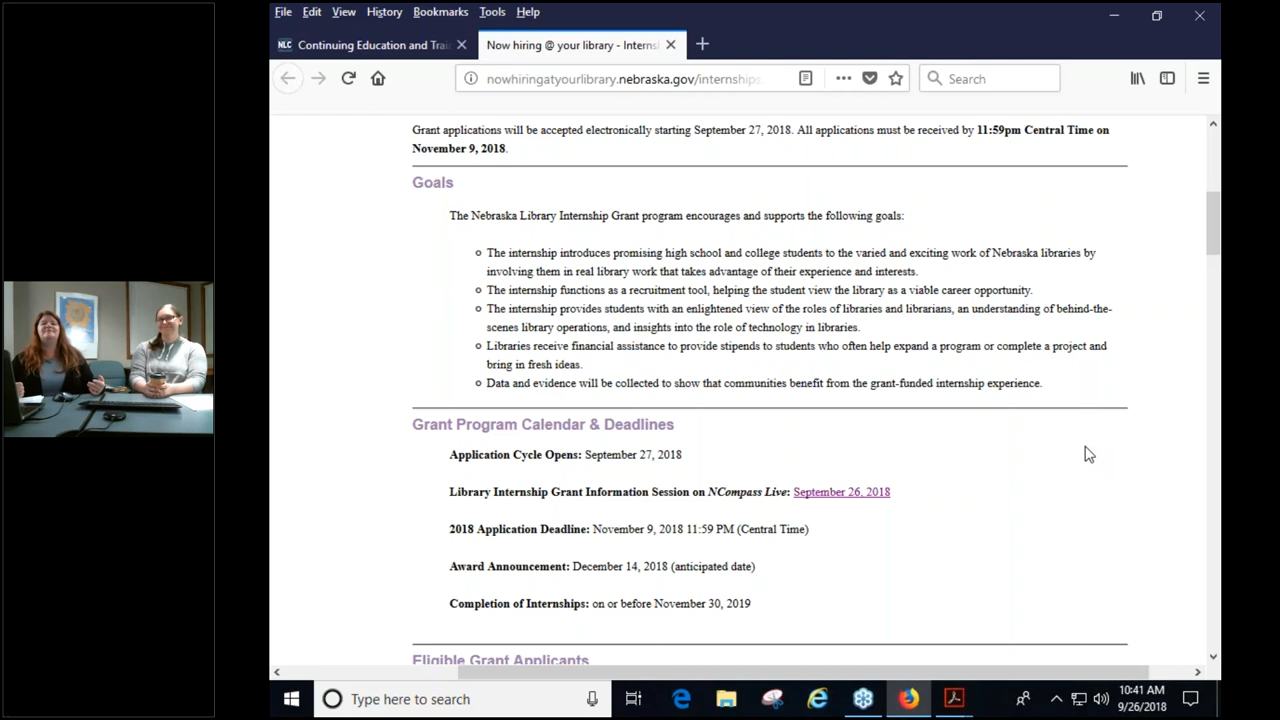 File Edit View History Bookmarks Tools Help
NLC Continuing Education and Trai
Now hiring @ your library - Interns
nowhiringatyourlibrary.nebraska.gov/internships.
Search
Grant applications will be accepted electronically starting September 27, 2018. All applications must be received by 11:59pm Central Time on
November 9, 2018.
Goals
The Nebraska Library Internship Grant program encourages and supports the following goals:
The internship introduces promising high school and college students to the varied and exciting work of Nebraska libraries by
involving them in real library work that takes advantage of their experience and interests.
The internship functions as a recruitment tool, helping the student view the library as a viable career opportunity.
The internship provides students with an enlightened view of the roles of libraries and librarians, an understanding of behind-the-
scenes library operations, and insights into the role of technology in libraries.
Libraries receive financial assistance to provide stipends to students who often help expand a program or complete a project and
bring in fresh ideas.
Data and evidence will be collected to show that communities benefit from the grant-funded internship experience.
Grant Program Calendar & Deadlines
Application Cycle Opens: September 27, 2018
Library Internship Grant Information Session on NCompass Live: September 26, 2018
2018 Application Deadline: November 9, 2018 11:59 PM (Central Time)
Award Announcement: December 14, 2018 (anticipated date)
Completion of Internships: on or before November 30, 2019
Eligible Grant Applicants
Type here to search
10:41 AM
9/26/2018